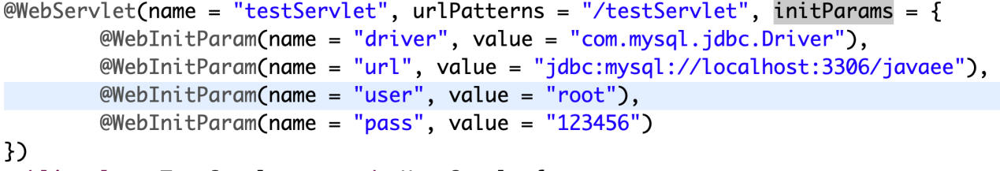 @WebServlet(name = "testServlet", urlPatterns = "/testServlet", initParams = {
@WebInitParam(name = "driver", value = "com.mysql.jdbc.Driver"),
@WebInitParam(name = "url", value = "jdbc:mysql://localhost:3306/javaee"),
@WebInitParam(name = "user", value = "root"),
@WebInitParam(name = "pass", value = "123456")
})